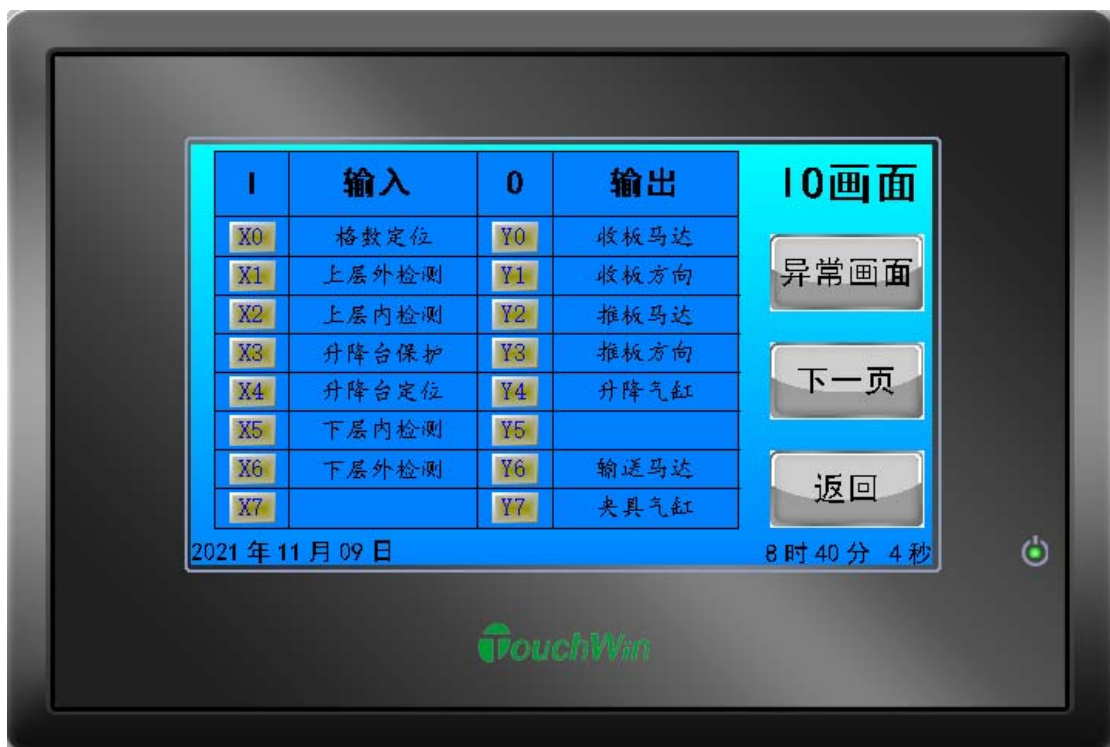 I 输入 O 输出 IO画面
X0 格数定位 Y0 收板马达
X1 上层外检测 Y1 收板方向
X2 上层内检测 Y2 推板马达
X3 升降台保护 Y3 推板方向
X4 升降台定位 Y4 升降气缸
X5 下层内检测 Y5
X6 下层外检测 Y6 输送马达
X7 Y7 夹具气缸
异常画面
下一页
返回
2021 年 11 月 09 日 8 时 40 分 4 秒
TouchWin